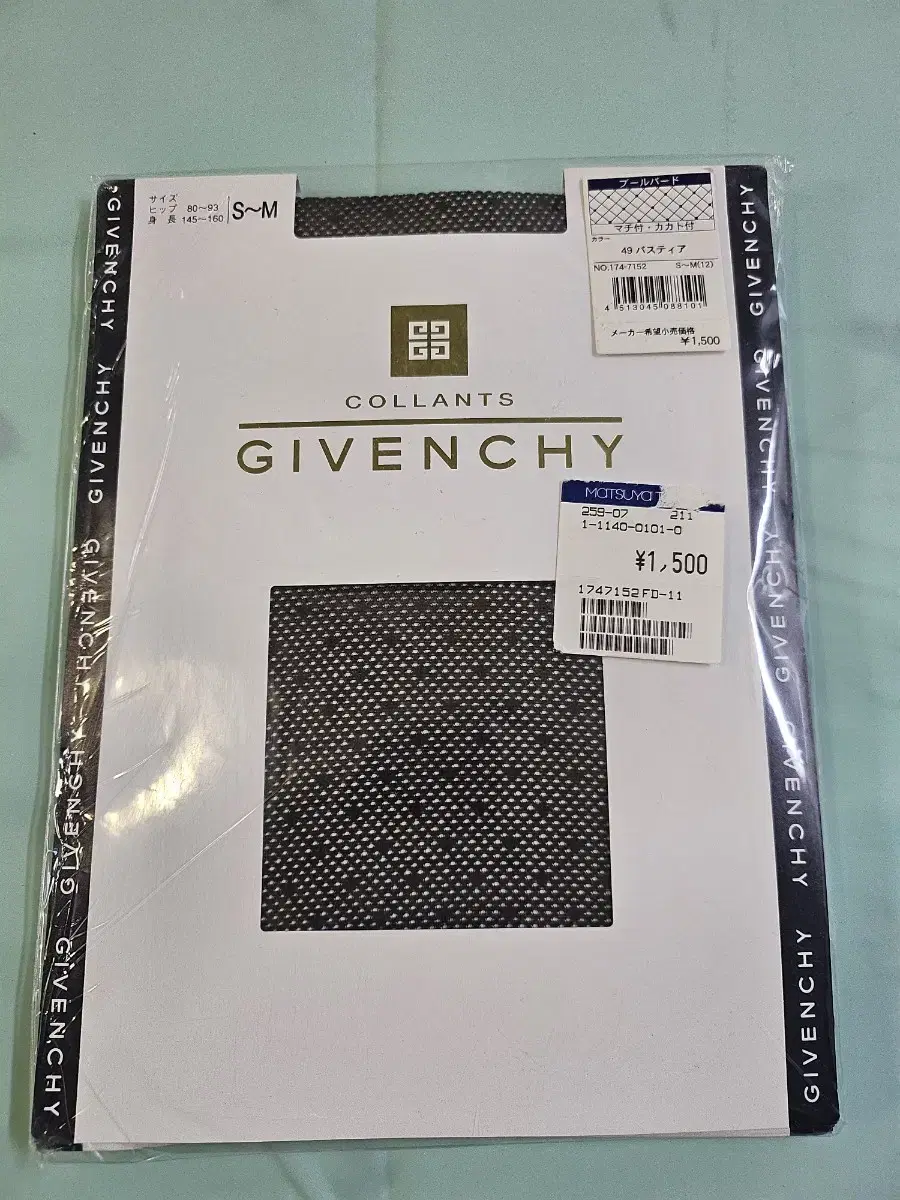 サイズ
ヒップ 80～93
身長 145～160
S～M
ブールバード
マチ付・カカト付
カラー
49 バスティア
NO.174-7152 S～M(12)
4 513045 088101
メーカー希望小売価格
￥1,500
COLLANTS
GIVENCHY
MATSUYA
259-07 211
1-1140-0101-0
¥1,500
1747152FD-11
GIVENCHY
GIVENCHY
GIVENCHY
GIVENCHY
GIVENCHY
GIVENCHY
GIVENCHY
GIVENCHY
GIVENCHY
GIVENCHY